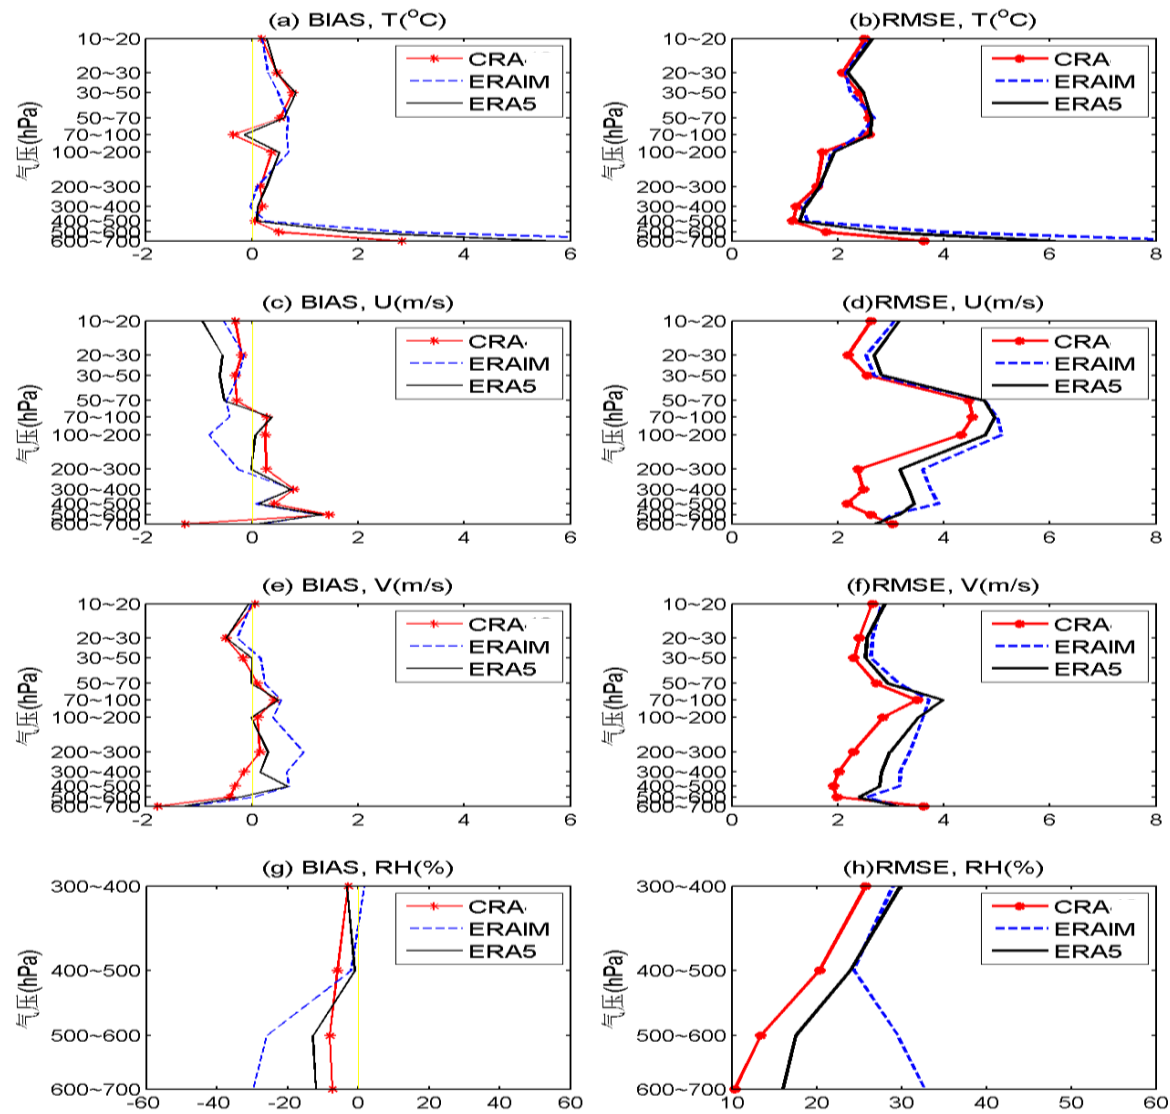 (a) BIAS, T(°C)
10~20
20~30
30~50
50~70
70~100
100~200
200~300
300~400
400~500
500~600
600~700
气压(hPa)
CRA
ERAIM
ERA5
-2 0 2 4 6
(b)RMSE, T(°C)
10~20
20~30
30~50
50~70
70~100
100~200
200~300
300~400
400~500
500~600
600~700
气压(hPa)
CRA
ERAIM
ERA5
0 2 4 6 8
(c) BIAS, U(m/s)
10~20
20~30
30~50
50~70
70~100
100~200
200~300
300~400
400~500
500~600
600~700
气压(hPa)
CRA
ERAIM
ERA5
-2 0 2 4 6
(d)RMSE, U(m/s)
10~20
20~30
30~50
50~70
70~100
100~200
200~300
300~400
400~500
500~600
600~700
气压(hPa)
CRA
ERAIM
ERA5
0 2 4 6 8
(e) BIAS, V(m/s)
10~20
20~30
30~50
50~70
70~100
100~200
200~300
300~400
400~500
500~600
600~700
气压(hPa)
CRA
ERAIM
ERA5
-2 0 2 4 6
(f)RMSE, V(m/s)
10~20
20~30
30~50
50~70
70~100
100~200
200~300
300~400
400~500
500~600
600~700
气压(hPa)
CRA
ERAIM
ERA5
0 2 4 6 8
(g) BIAS, RH(%)
300~400
400~500
500~600
600~700
气压(hPa)
CRA
ERAIM
ERA5
-60 -40 -20 0 20 40 60
(h)RMSE, RH(%)
300~400
400~500
500~600
600~700
气压(hPa)
CRA
ERAIM
ERA5
10 20 30 40 50 60